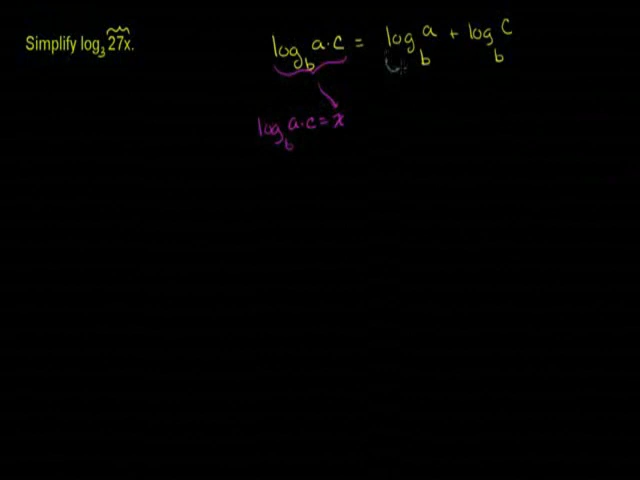 Simplify log₃ 27x.
log_b a·c = log_b a + log_b c
log_b a·c = x